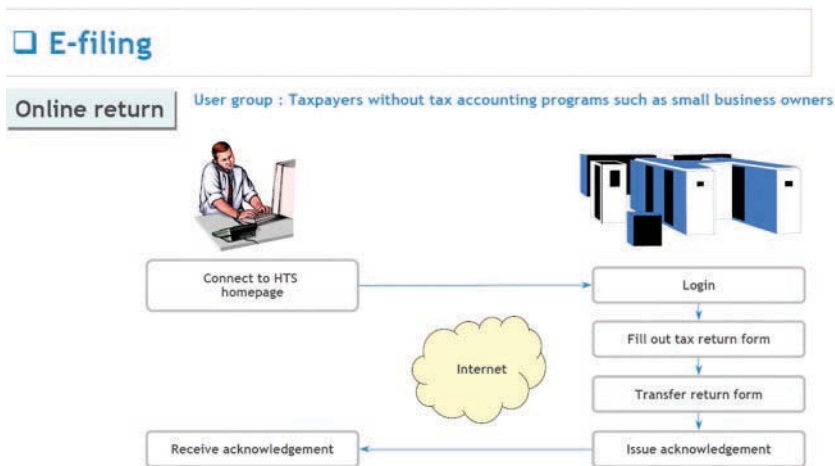 ❑ E-filing
Online return
User group : Taxpayers without tax accounting programs such as small business owners
Connect to HTS
homepage
Login
Fill out tax return form
Internet
Transfer return form
Receive acknowledgement
Issue acknowledgement